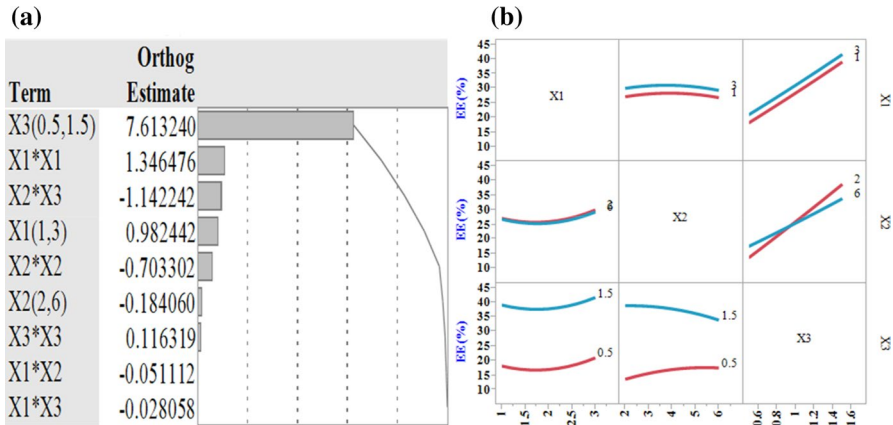 (a)
(b)
Orthog
Term Estimate
X3(0.5,1.5) 7.613240
X1*X1 1.346476
X2*X3 -1.142242
X1(1,3) 0.982442
X2*X2 -0.703302
X2(2,6) -0.184060
X3*X3 0.116319
X1*X2 -0.051112
X1*X3 -0.028058
EE(%)
45
40
35
30
25
20
15
10
X1
3
1
3
1
X1
EE(%)
45
40
35
30
25
20
15
10
6
X2
2
6
X2
EE(%)
45
40
35
30
25
20
15
10
1.5
0.5
1.5
0.5
X3
X3
1 1.5 2 2.5 3
2 3 4 5 6
0.6 0.8 1 1.2 1.4 1.6